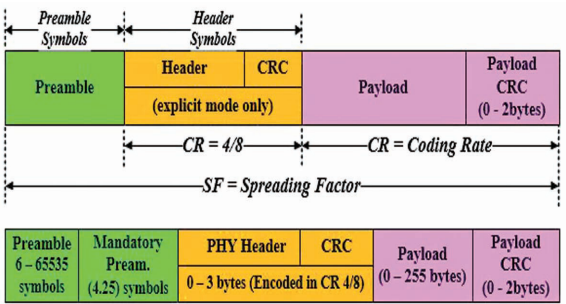 Preamble Symbols
Header Symbols
Preamble
Header
CRC
(explicit mode only)
Payload
Payload
CRC
(0 - 2bytes)
CR = 4/8
CR = Coding Rate
SF = Spreading Factor
Preamble
6 – 65535
symbols
Mandatory
Pream.
(4.25) symbols
PHY Header
CRC
0 – 3 bytes (Encoded in CR 4/8)
Payload
(0 – 255 bytes)
Payload
CRC
(0 - 2bytes)